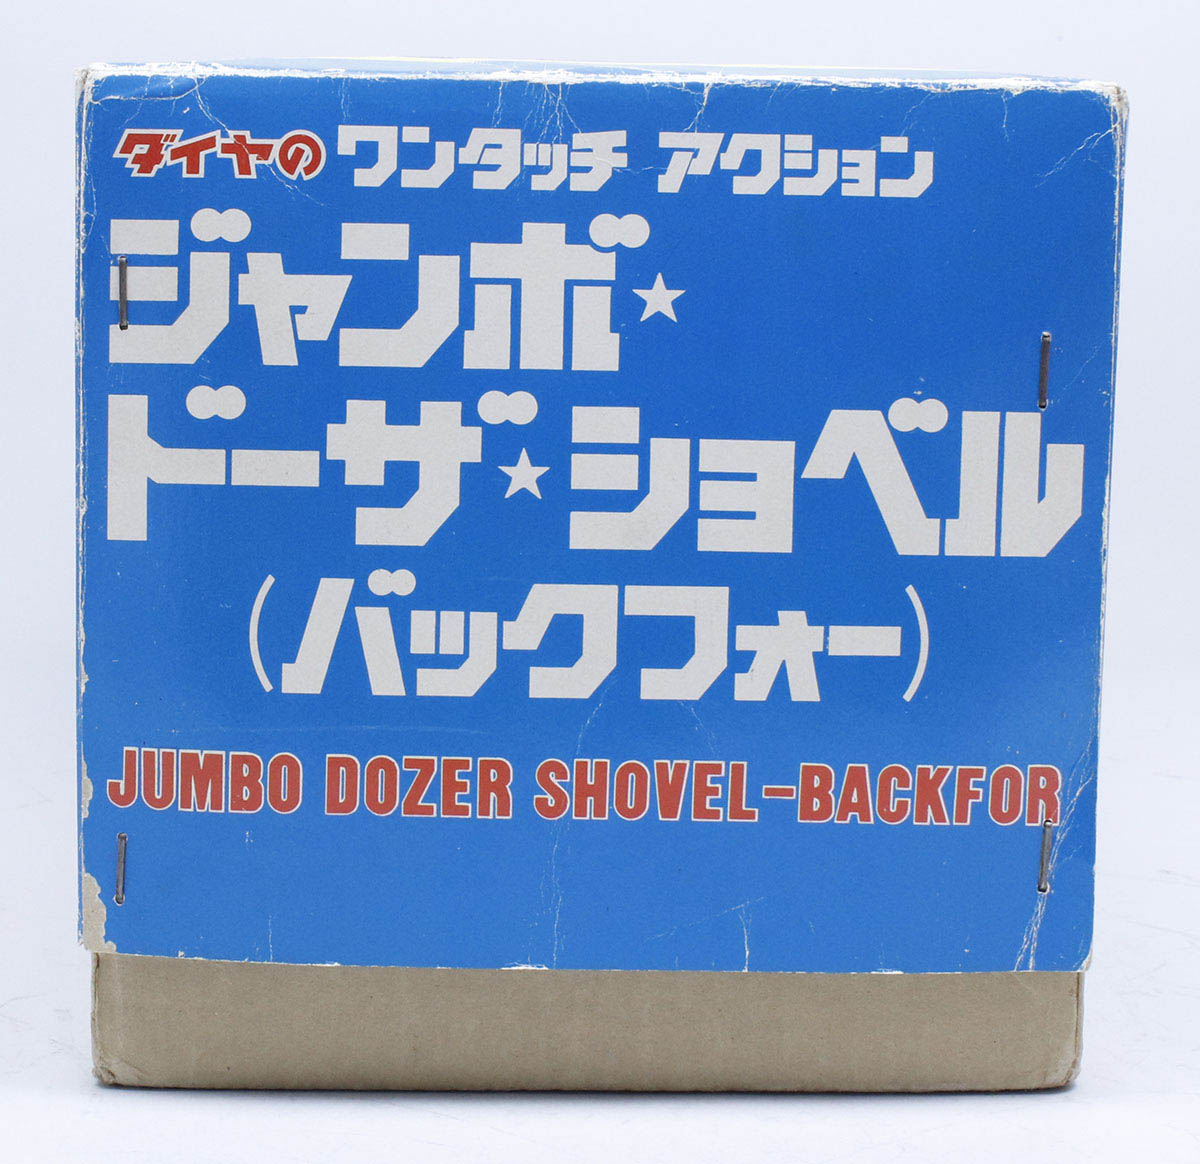 ダイヤの ワンタッチ アクション
ジャンボ★
ドーザ★ショベル
(バックフォー)
JUMBO DOZER SHOVEL-BACKFOR